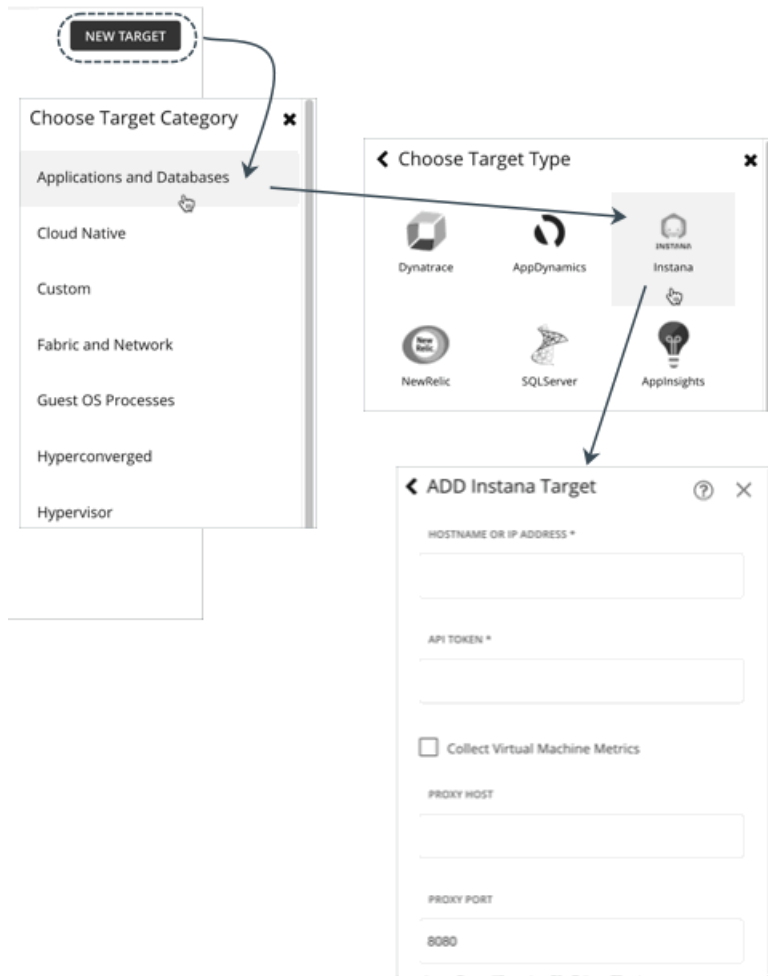 NEW TARGET
Choose Target Category
Applications and Databases
Cloud Native
Custom
Fabric and Network
Guest OS Processes
Hyperconverged
Hypervisor
Choose Target Type
Dynatrace
AppDynamics
INSTANA
Instana
New
Relic.
NewRelic
SQLServer
AppInsights
ADD Instana Target
?
HOSTNAME OR IP ADDRESS *
API TOKEN *
Collect Virtual Machine Metrics
PROXY HOST
PROXY PORT
8080